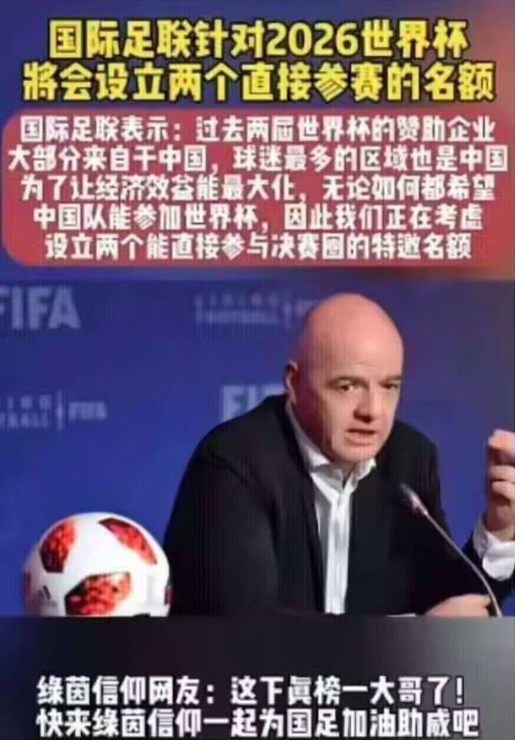 国际足联针对2026世界杯
將会设立两个直接参赛的名额
国际足联表示：过去两届世界杯的赞助企业
大部分来自于中国，球迷最多的区域也是中国
为了让经济效益能最大化，无论如何都希望
中国队能参加世界杯，因此我们正在考虑
设立两个能直接参与决赛圈的特邀名额
FIFA
FIFA
綠茵信仰网友：这下真榜一大哥了！
快来綠茵信仰一起为国足加油助威吧